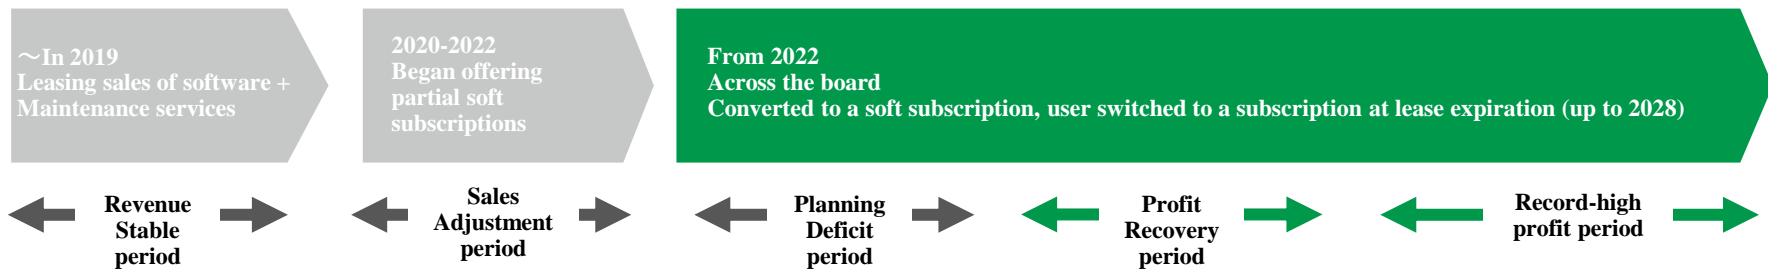 ～In 2019
Leasing sales of software +
Maintenance services
2020-2022
Began offering
partial soft
subscriptions
From 2022
Across the board
Converted to a soft subscription, user switched to a subscription at lease expiration (up to 2028)
Revenue
Stable
period
Sales
Adjustment
period
Planning
Deficit
period
Profit
Recovery
period
Record-high
profit period